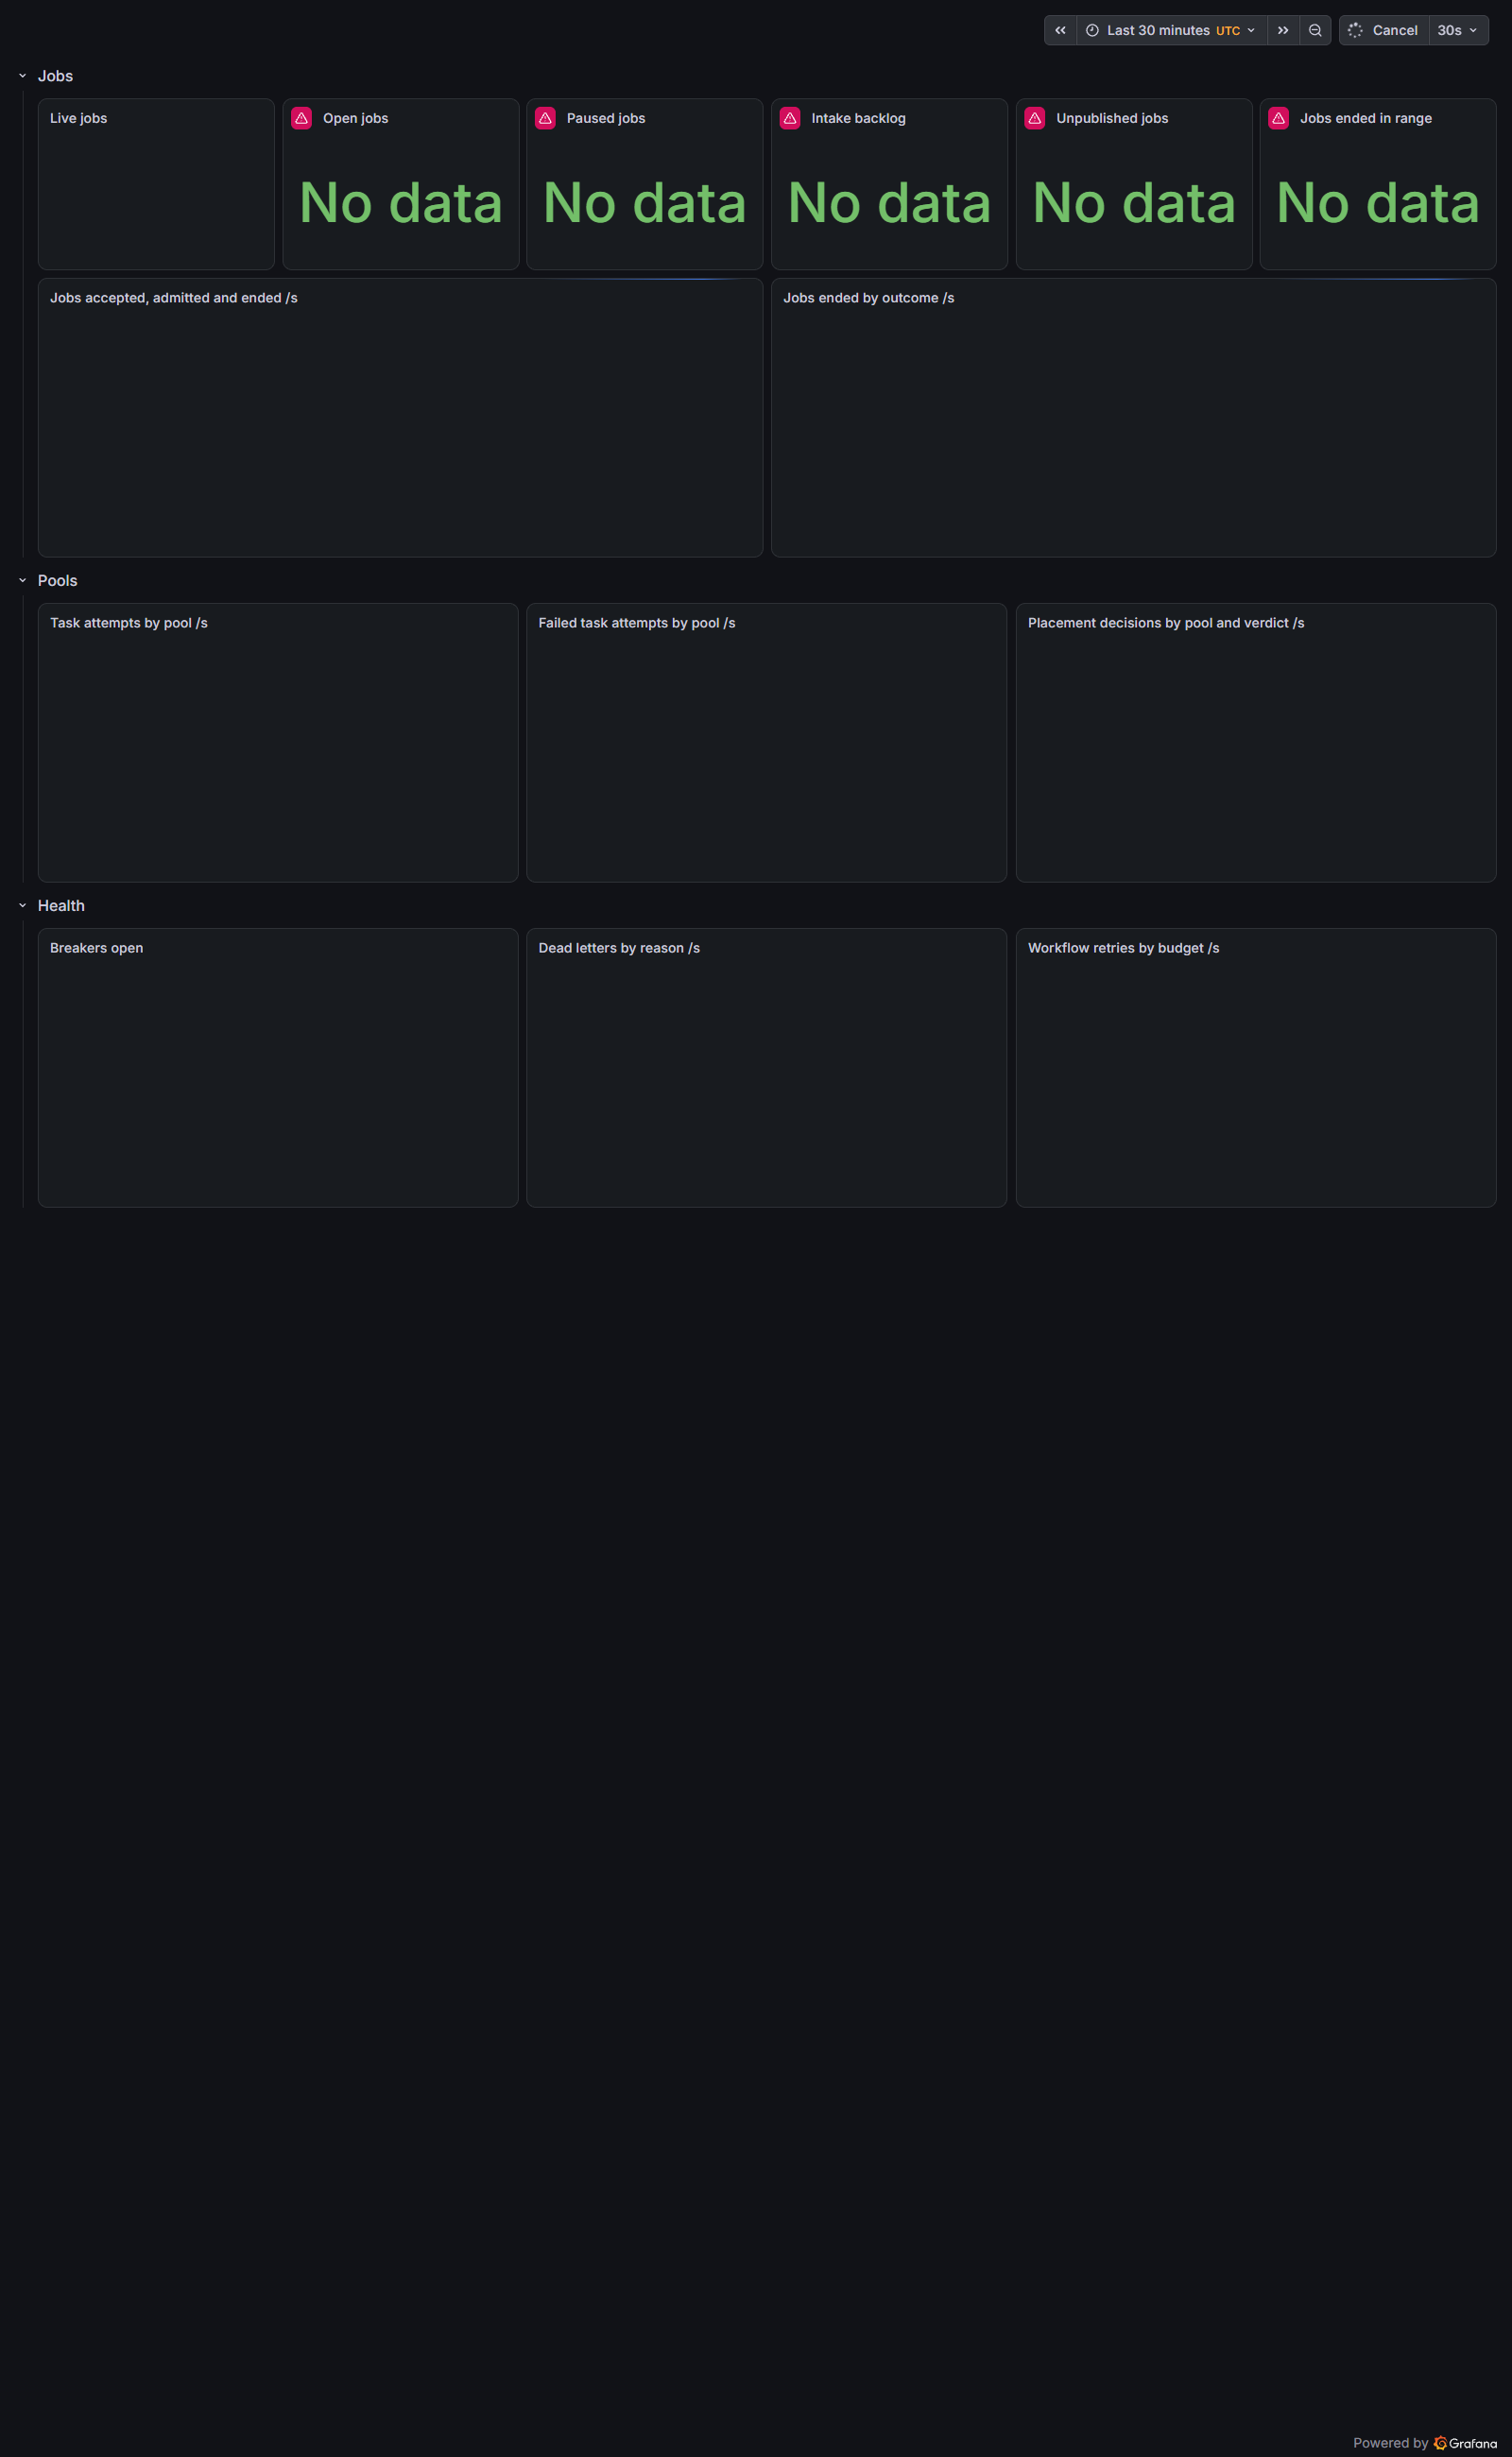 Last 30 minutes UTC
Cancel
30s
Jobs
Live jobs
Open jobs
Paused jobs
Intake backlog
Unpublished jobs
Jobs ended in range
No data
No data
No data
No data
No data
Jobs accepted, admitted and ended /s
Jobs ended by outcome /s
Pools
Task attempts by pool /s
Failed task attempts by pool /s
Placement decisions by pool and verdict /s
Health
Breakers open
Dead letters by reason /s
Workflow retries by budget /s
Powered by Grafana